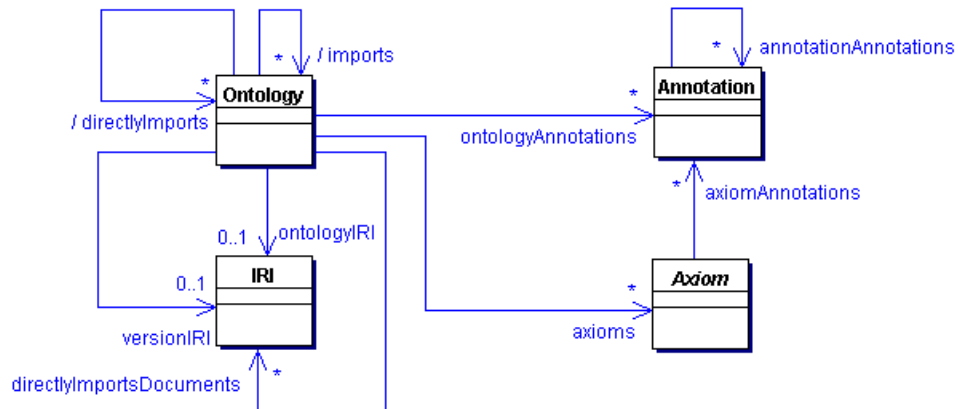 / imports
*
* annotationAnnotations
*
Ontology
Annotation
/ directlyImports
*
ontologyAnnotations
* axiomAnnotations
0..1
ontologyIRI
IRI
Axiom
0..1
*
versionIRI
axioms
directlyImportsDocuments
*